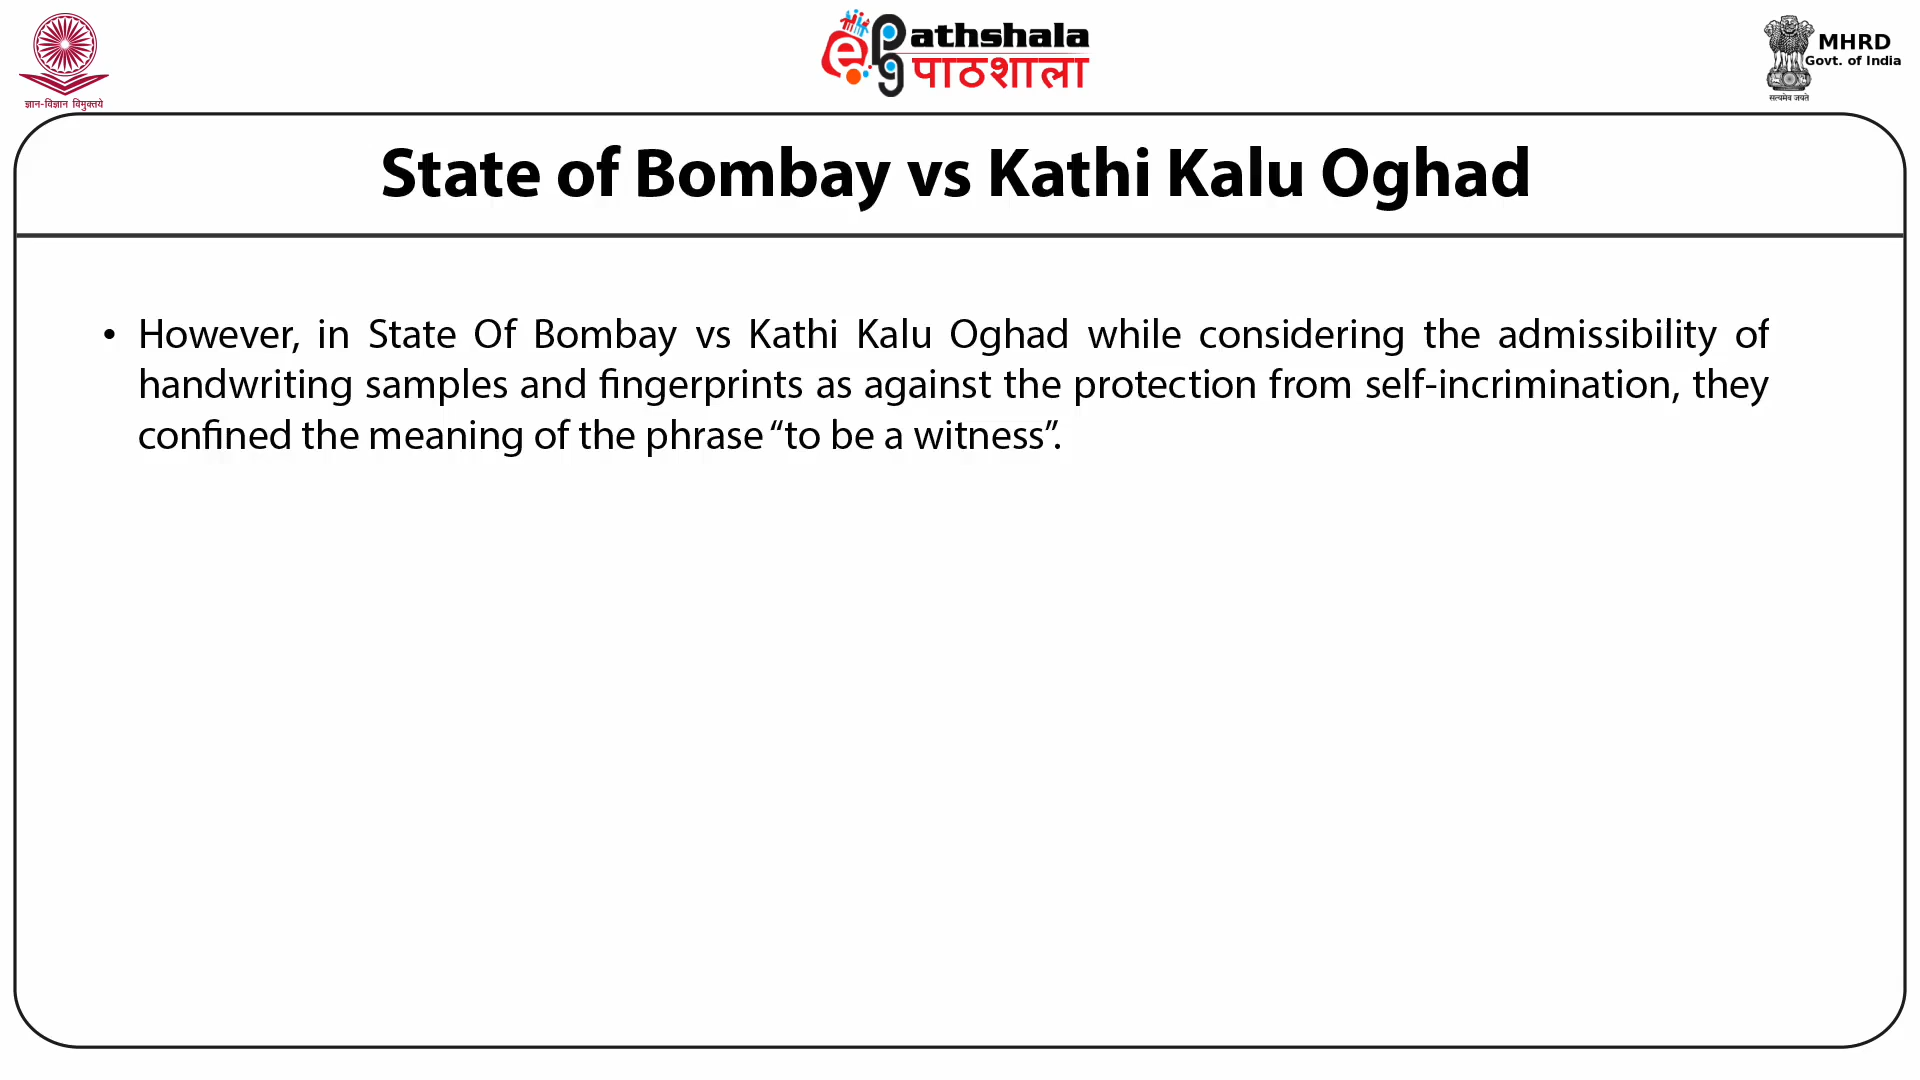 ज्ञान-विज्ञान विमुक्तये
e PG athshala
पाठशाला
MHRD
Govt. of India
सत्यमेव जयते
State of Bombay vs Kathi Kalu Oghad
• However, in State Of Bombay vs Kathi Kalu Oghad while considering the admissibility of
handwriting samples and fingerprints as against the protection from self-incrimination, they
confined the meaning of the phrase “to be a witness”.